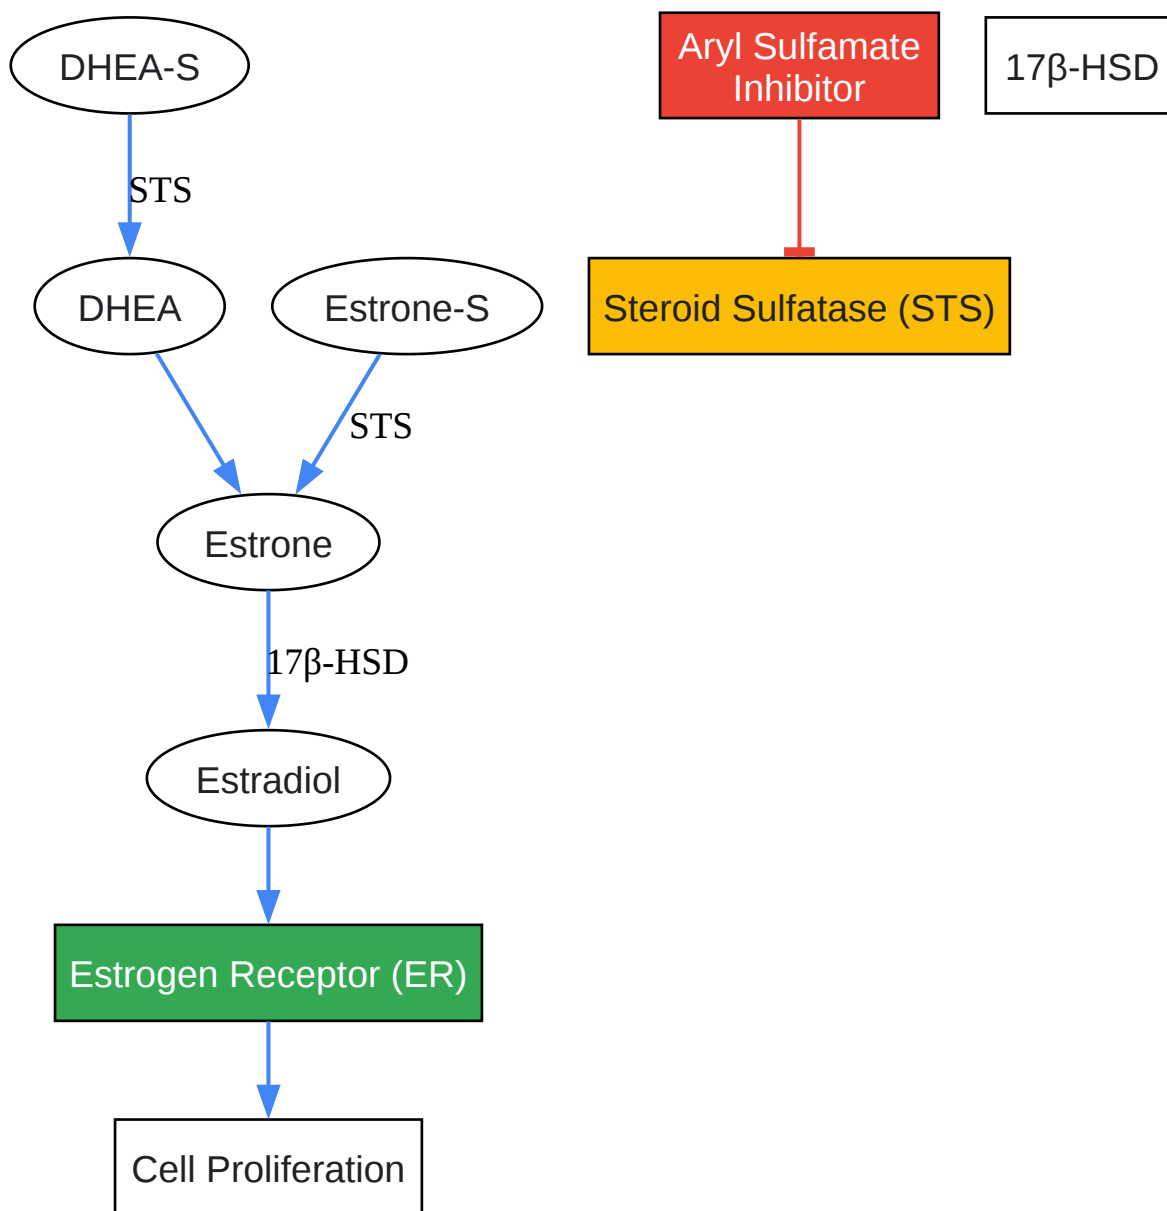 DHEA-S
Aryl Sulfamate
Inhibitor
17β-HSD
STS
DHEA
Estrone-S
Steroid Sulfatase (STS)
STS
Estrone
17β-HSD
Estradiol
Estrogen Receptor (ER)
Cell Proliferation